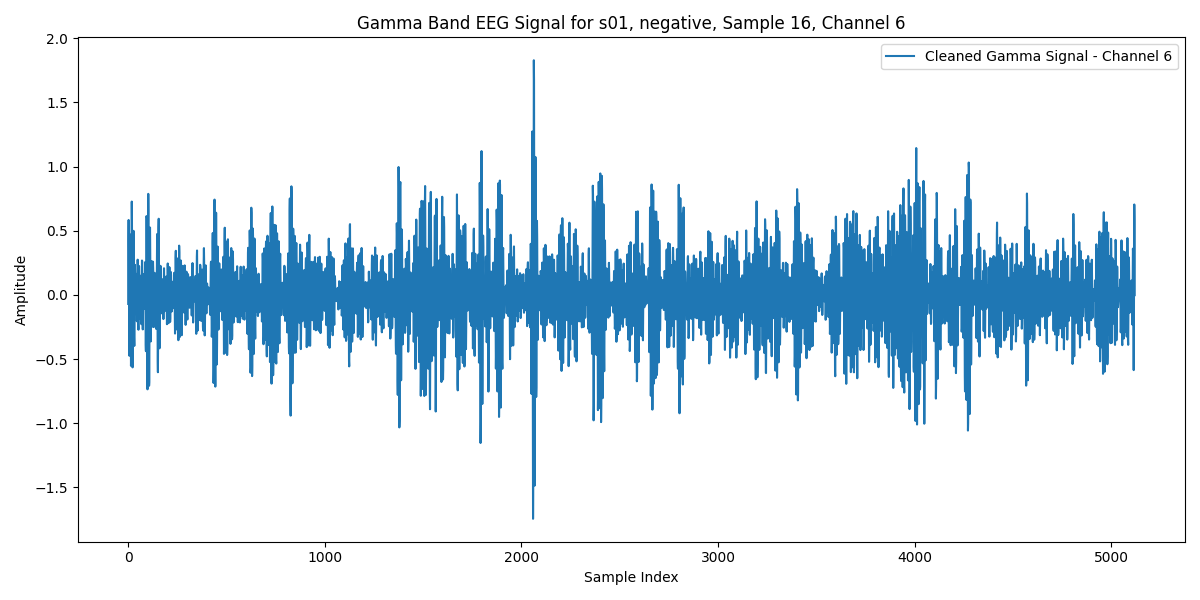 Gamma Band EEG Signal for s01, negative, Sample 16, Channel 6
Cleaned Gamma Signal - Channel 6
Amplitude
2.0
1.5
1.0
0.5
0.0
−0.5
−1.0
−1.5
0 1000 2000 3000 4000 5000
Sample Index